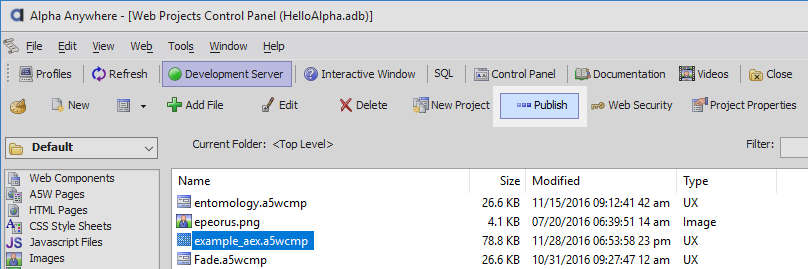 Alpha Anywhere - [Web Projects Control Panel (HelloAlpha.adb)]
File Edit Web Tools Window Help
Profiles Refresh Development Server Interactive Window SQL Control Panel Documentation Videos Close
New Add File Edit Delete New Project Publish Web Security Project Properties
Default Current Folder: <Top Level> Filter:
Name Size Modified Type
Web Components
A5W Pages
HTML Pages
CSS Style Sheets
JS Javascript Files
Images
entomology.a5wcmp 26.6 KB 11/15/2016 09:12:41 42 am UX
epeorus.png 4.1 KB 07/20/2016 06:39:51 14 am Image
example_aex.a5wcmp 78.8 KB 11/28/2016 06:53:58 23 pm UX
Fade.a5wcmp 26.6 KB 10/31/2016 09:27:47 12 am UX